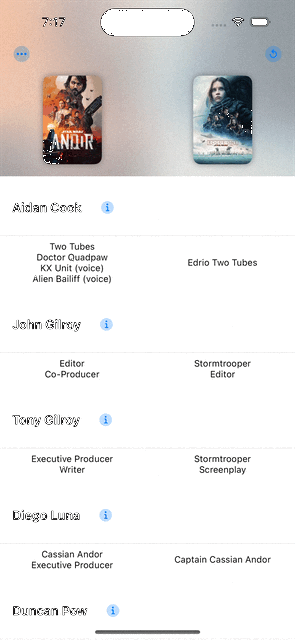 7:17
STAR WARS
ANDOR
Aidan Cook
Two Tubes
Doctor Quadpaw
KX Unit (voice)
Alien Bailiff (voice)
Edrio Two Tubes
John Gilroy
Editor
Co-Producer
Stormtrooper
Editor
Tony Gilroy
Executive Producer
Writer
Stormtrooper
Screenplay
Diego Luna
Cassian Andor
Executive Producer
Captain Cassian Andor
Duncan Pow